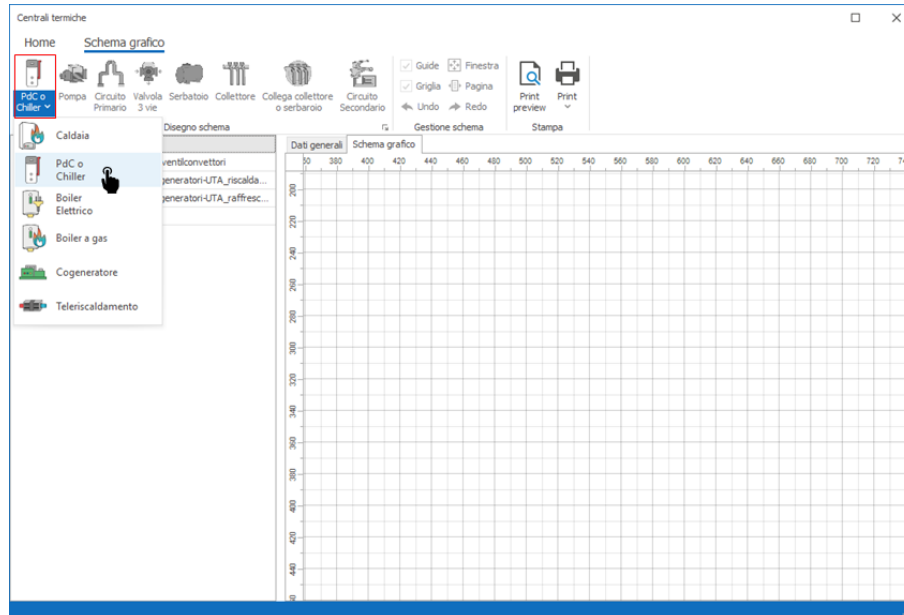 Centrali termiche
Home Schema grafico
PdC o Chiller
Pompa
Circuito Primario
Valvola 3 vie
Serbatoio
Collettore
Collega collettore o serbaroio
Circuito Secondario
Guide Finestra
Griglia Pagina
Undo Redo
Print preview
Print
Disegno schema
Gestione schema
Stampa
Caldaia
PdC o
Chiller
Boiler
Elettrico
Boiler a gas
Cogeneratore
Teleriscaldamento
ventilconvettori
generatori-UTA_riscalda...
generatori-UTA_raffresc...
Dati generali Schema grafico
380 400 420 440 460 480 500 520 540 560 580 600 620 640 660 680 700 720
200
220
240
260
280
300
320
340
360
380
400
420
440